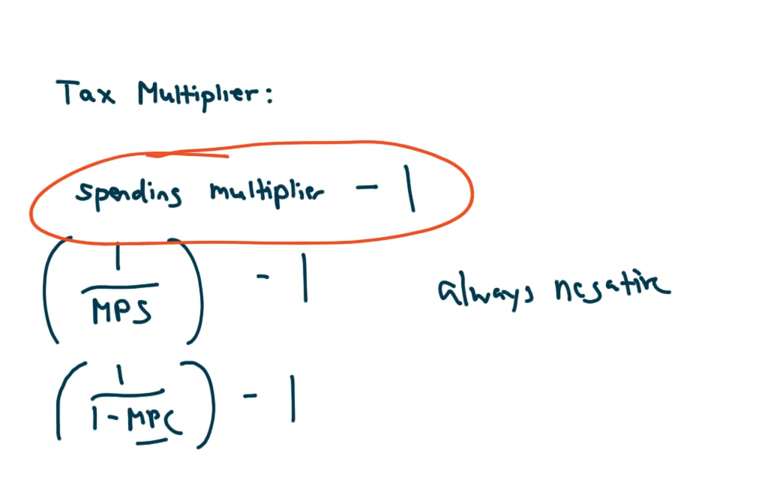 Tax Multiplier:
spending multiplier - 1
(1/MPS) - 1
always negative
(1/1-MPC) - 1